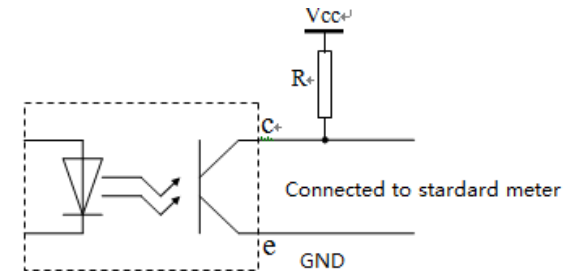 Vcc↵
R↵
c↵
Connected to stardard meter
e
GND